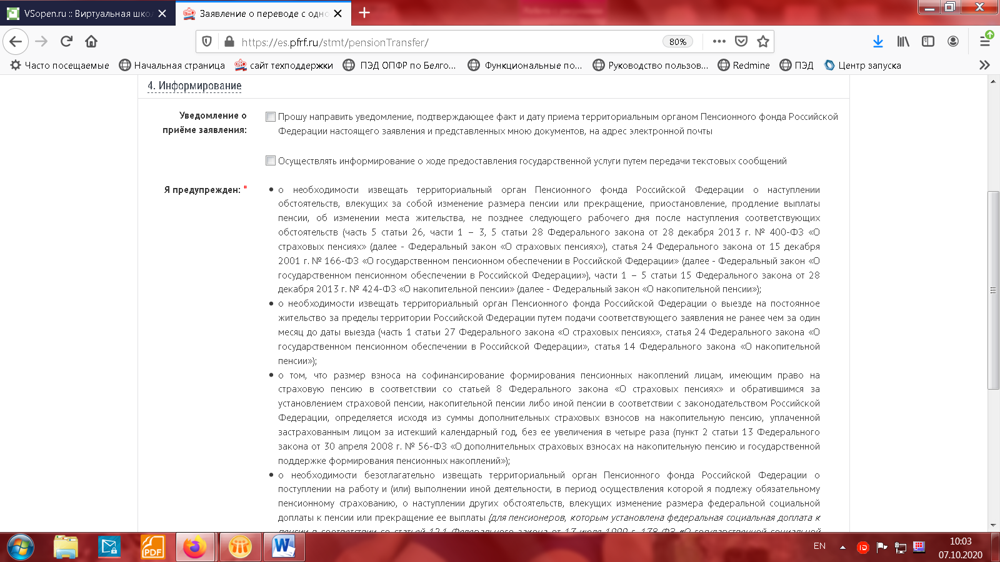 VSopen.ru :: Виртуальная шко
Заявление о переводе с одно
https://es.pfrf.ru/stmt/pensionTransfer/
80%
Часто посещаемые
Начальная страница
сайт техподдержки
ПЭД ОПФР по Белго...
Функциональные по...
Руководство пользов...
Redmine
ПЭД
Центр запуска
4. Информирование
Уведомление о приёме заявления:
Прошу направить уведомление, подтверждающее факт и дату приема территориальным органом Пенсионного фонда Российской
Федерации настоящего заявления и представленных мною документов, на адрес электронной почты
Осуществлять информирование о ходе предоставления государственной услуги путем передачи текстовых сообщений
Я предупрежден: *
• о необходимости извещать территориальный орган Пенсионного фонда Российской Федерации о наступлении
обстоятельств, влекущих за собой изменение размера пенсии или прекращение, приостановление, продление выплаты
пенсии, об изменении места жительства, не позднее следующего рабочего дня после наступления соответствующих
обстоятельств (часть 5 статьи 26, части 1 – 3, 5 статьи 28 Федерального закона от 28 декабря 2013 г. № 400-ФЗ «О
страховых пенсиях» (далее - Федеральный закон «О страховых пенсиях»), статья 24 Федерального закона от 15 декабря
2001 г. № 166-ФЗ «О государственном пенсионном обеспечении в Российской Федерации» (далее - Федеральный закон «О
государственном пенсионном обеспечении в Российской Федерации»), части 1 – 5 статьи 15 Федерального закона от 28
декабря 2013 г. № 424-ФЗ «О накопительной пенсии» (далее - Федеральный закон «О накопительной пенсии»);
• о необходимости извещать территориальный орган Пенсионного фонда Российской Федерации о выезде на постоянное
жительство за пределы территории Российской Федерации путем подачи соответствующего заявления не ранее чем за один
месяц до даты выезда (часть 1 статьи 27 Федерального закона «О страховых пенсиях», статья 24 Федерального закона «О
государственном пенсионном обеспечении в Российской Федерации», статья 14 Федерального закона «О накопительной
пенсии»);
• о том, что размер взноса на софинансирование формирования пенсионных накоплений лицам, имеющим право на
страховую пенсию в соответствии со статьей 8 Федерального закона «О страховых пенсиях» и обратившимся за
установлением страховой пенсии, накопительной пенсии либо иной пенсии в соответствии с законодательством Российской
Федерации, определяется исходя из суммы дополнительных страховых взносов на накопительную пенсию, уплаченной
застрахованным лицом за истекший календарный год, без ее увеличения в четыре раза (пункт 2 статьи 13 Федерального
закона от 30 апреля 2008 г. № 56-ФЗ «О дополнительных страховых взносах на накопительную пенсию и государственной
поддержке формирования пенсионных накоплений»);
• о необходимости безотлагательно извещать территориальный орган Пенсионного фонда Российской Федерации о
поступлении на работу и (или) выполнении иной деятельности, в период осуществления которой я подлежу обязательному
пенсионному страхованию, о наступлении других обстоятельств, влекущих изменение размера федеральной социальной
доплаты к пенсии или прекращение ее выплаты (для пенсионеров, которым установлена федеральная социальная доплата к
пенсии в соответствии со статьей 12.1 Федерального закона от 17 июля 1999 г. 178-ФЗ «О государственной социальной
PDF
EN
10:03
07.10.2020